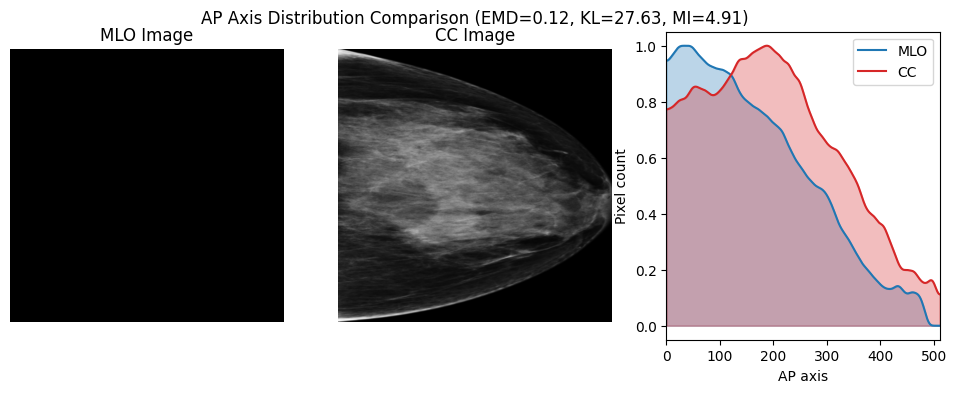 AP Axis Distribution Comparison (EMD=0.12, KL=27.63, MI=4.91)
MLO Image
CC Image
MLO
CC
1.0
0.8
0.6
0.4
0.2
0.0
Pixel count
0 100 200 300 400 500
AP axis